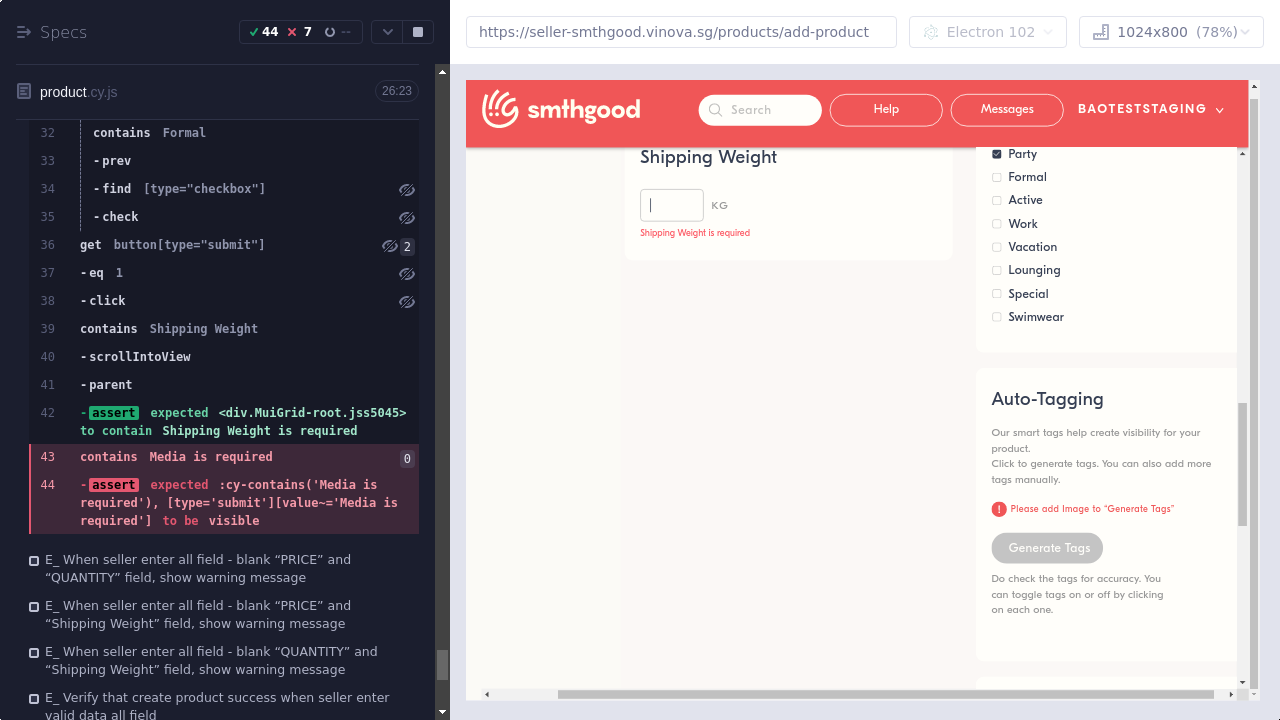 Specs
44 7 --
https://seller-smthgood.vinova.sg/products/add-product
Electron 102
1024x800 (78%)
product.cy.js
26:23
32 contains Formal
33 -prev
34 -find [type="checkbox"]
35 -check
36 get button[type="submit"] 2
37 -eq 1
38 -click
39 contains Shipping Weight
40 -scrollIntoView
41 -parent
42 -assert expected <div.MuiGrid-root.jss5045>
to contain Shipping Weight is required
43 contains Media is required 0
44 -assert expected :cy-contains('Media is
required'), [type='submit'][value~='Media is
required'] to be visible
E_ When seller enter all field - blank “PRICE” and
“QUANTITY” field, show warning message
E_ When seller enter all field - blank “PRICE” and
“Shipping Weight” field, show warning message
E_ When seller enter all field - blank “QUANTITY” and
“Shipping Weight” field, show warning message
E_ Verify that create product success when seller enter
valid data all field
smthgood
Search
Help
Messages
BAOTESTSTAGING
Shipping Weight
KG
Shipping Weight is required
Party
Formal
Active
Work
Vacation
Lounging
Special
Swimwear
Auto-Tagging
Our smart tags help create visibility for your
product.
Click to generate tags. You can also add more
tags manually.
! Please add Image to “Generate Tags”
Generate Tags
Do check the tags for accuracy. You
can toggle tags on or off by clicking
on each one.